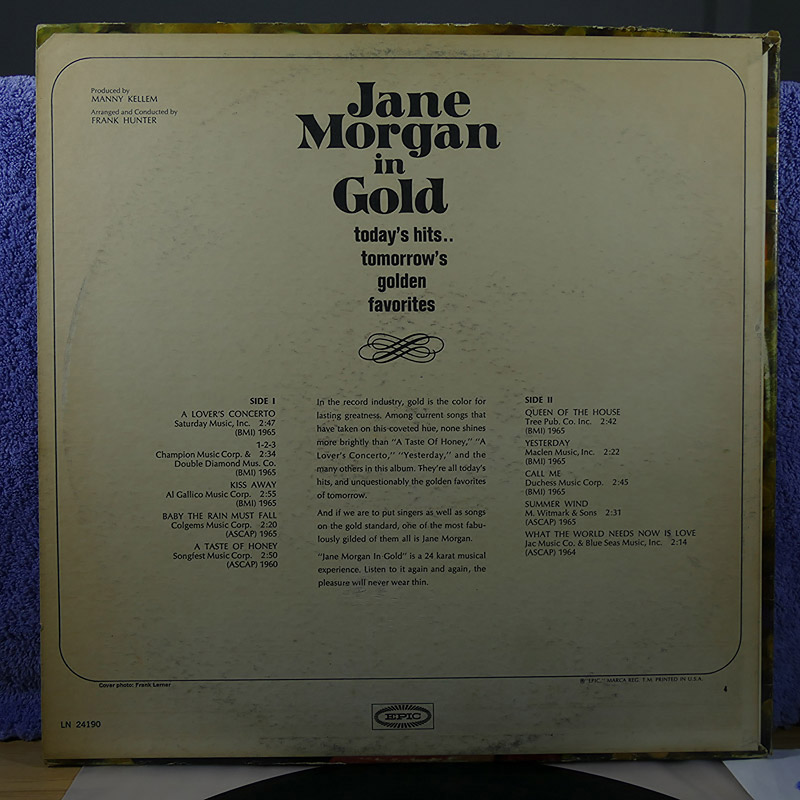 Produced by
MANNY KELLEM
Arranged and Conducted by
FRANK HUNTER
Jane
Morgan
in
Gold
today's hits..
tomorrow's
golden
favorites
SIDE I
A LOVER'S CONCERTO
Saturday Music, Inc. 2:47
(BMI) 1965
1-2-3
Champion Music Corp. & 2:34
Double Diamond Mus. Co.
(BMI) 1965
KISS AWAY
Al Gallico Music Corp. 2:55
(BMI) 1965
BABY THE RAIN MUST FALL
Colgems Music Corp. 2:20
(ASCAP) 1965
A TASTE OF HONEY
Songfest Music Corp. 2:50
(ASCAP) 1960
In the record industry, gold is the color for
lasting greatness. Among current songs that
have taken on this coveted hue, none shines
more brightly than "A Taste Of Honey," "A
Lover's Concerto," "Yesterday," and the
many others in this album. They're all today's
hits, and unquestionably the golden favorites
of tomorrow.
And if we are to put singers as well as songs
on the gold standard, one of the most fabu-
lously gilded of them all is Jane Morgan.
"Jane Morgan In Gold" is a 24 karat musical
experience. Listen to it again and again, the
pleasure will never wear thin.
SIDE II
QUEEN OF THE HOUSE
Tree Pub. Co. Inc. 2:42
(BMI) 1965
YESTERDAY
Maclen Music, Inc. 2:22
(BMI) 1965
CALL ME
Duchess Music Corp. 2:45
(BMI) 1965
SUMMER WIND
M. Witmark & Sons 2:31
(ASCAP) 1965
WHAT THE WORLD NEEDS NOW IS LOVE
Jac Music Co. & Blue Seas Music, Inc. 2:14
(ASCAP) 1964
Cover photo: Frank Lerner
® "EPIC," MARCA REG. T.M. PRINTED IN U.S.A.
4
EPIC
LN 24190